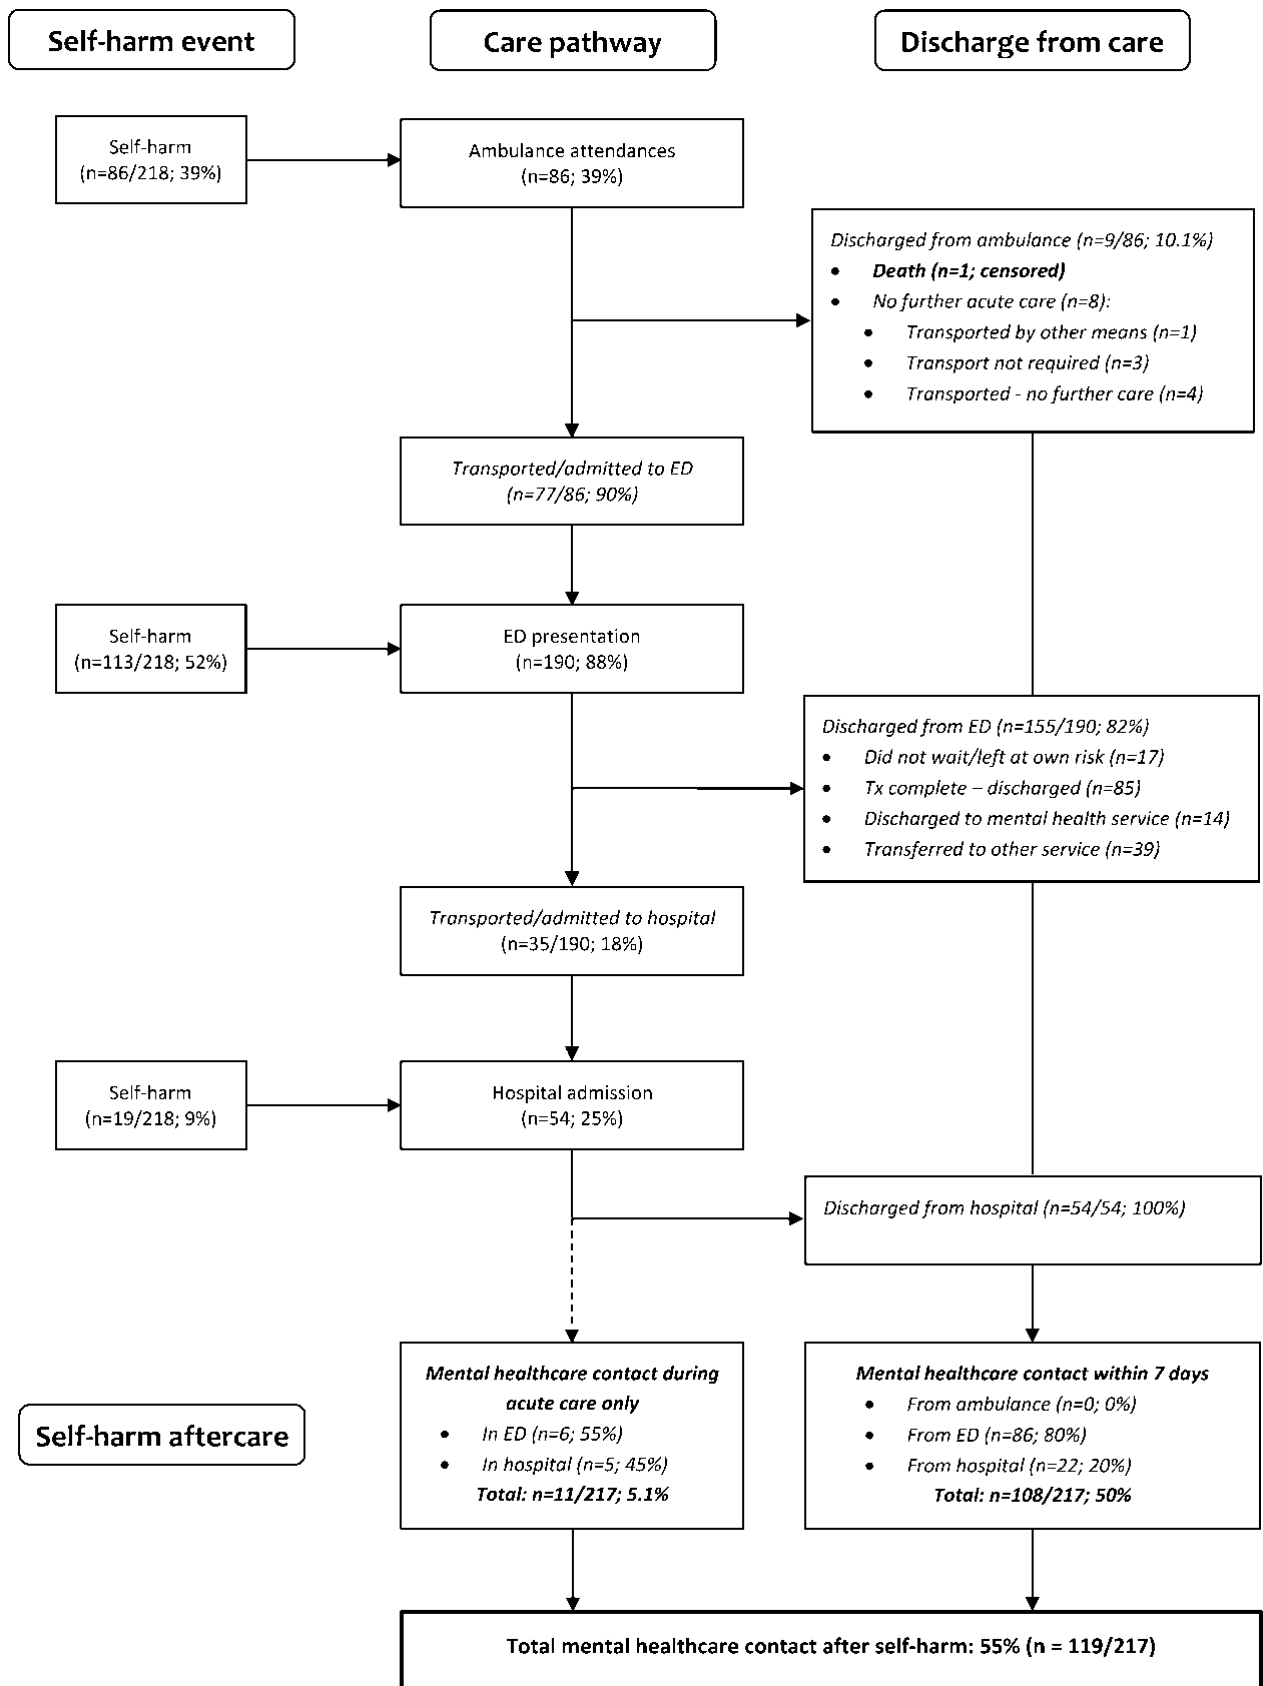 Self-harm event
Care pathway
Discharge from care
Self-harm
(n=86/218; 39%)
Ambulance attendances
(n=86; 39%)
Discharged from ambulance (n=9/86; 10.1%)
• Death (n=1; censored)
• No further acute care (n=8):
• Transported by other means (n=1)
• Transport not required (n=3)
• Transported - no further care (n=4)
Transported/admitted to ED
(n=77/86; 90%)
Self-harm
(n=113/218; 52%)
ED presentation
(n=190; 88%)
Discharged from ED (n=155/190; 82%)
• Did not wait/left at own risk (n=17)
• Tx complete – discharged (n=85)
• Discharged to mental health service (n=14)
• Transferred to other service (n=39)
Transported/admitted to hospital
(n=35/190; 18%)
Self-harm
(n=19/218; 9%)
Hospital admission
(n=54; 25%)
Discharged from hospital (n=54/54; 100%)
Self-harm aftercare
Mental healthcare contact during
acute care only
• In ED (n=6; 55%)
• In hospital (n=5; 45%)
Total: n=11/217; 5.1%
Mental healthcare contact within 7 days
• From ambulance (n=0; 0%)
• From ED (n=86; 80%)
• From hospital (n=22; 20%)
Total: n=108/217; 50%
Total mental healthcare contact after self-harm: 55% (n = 119/217)